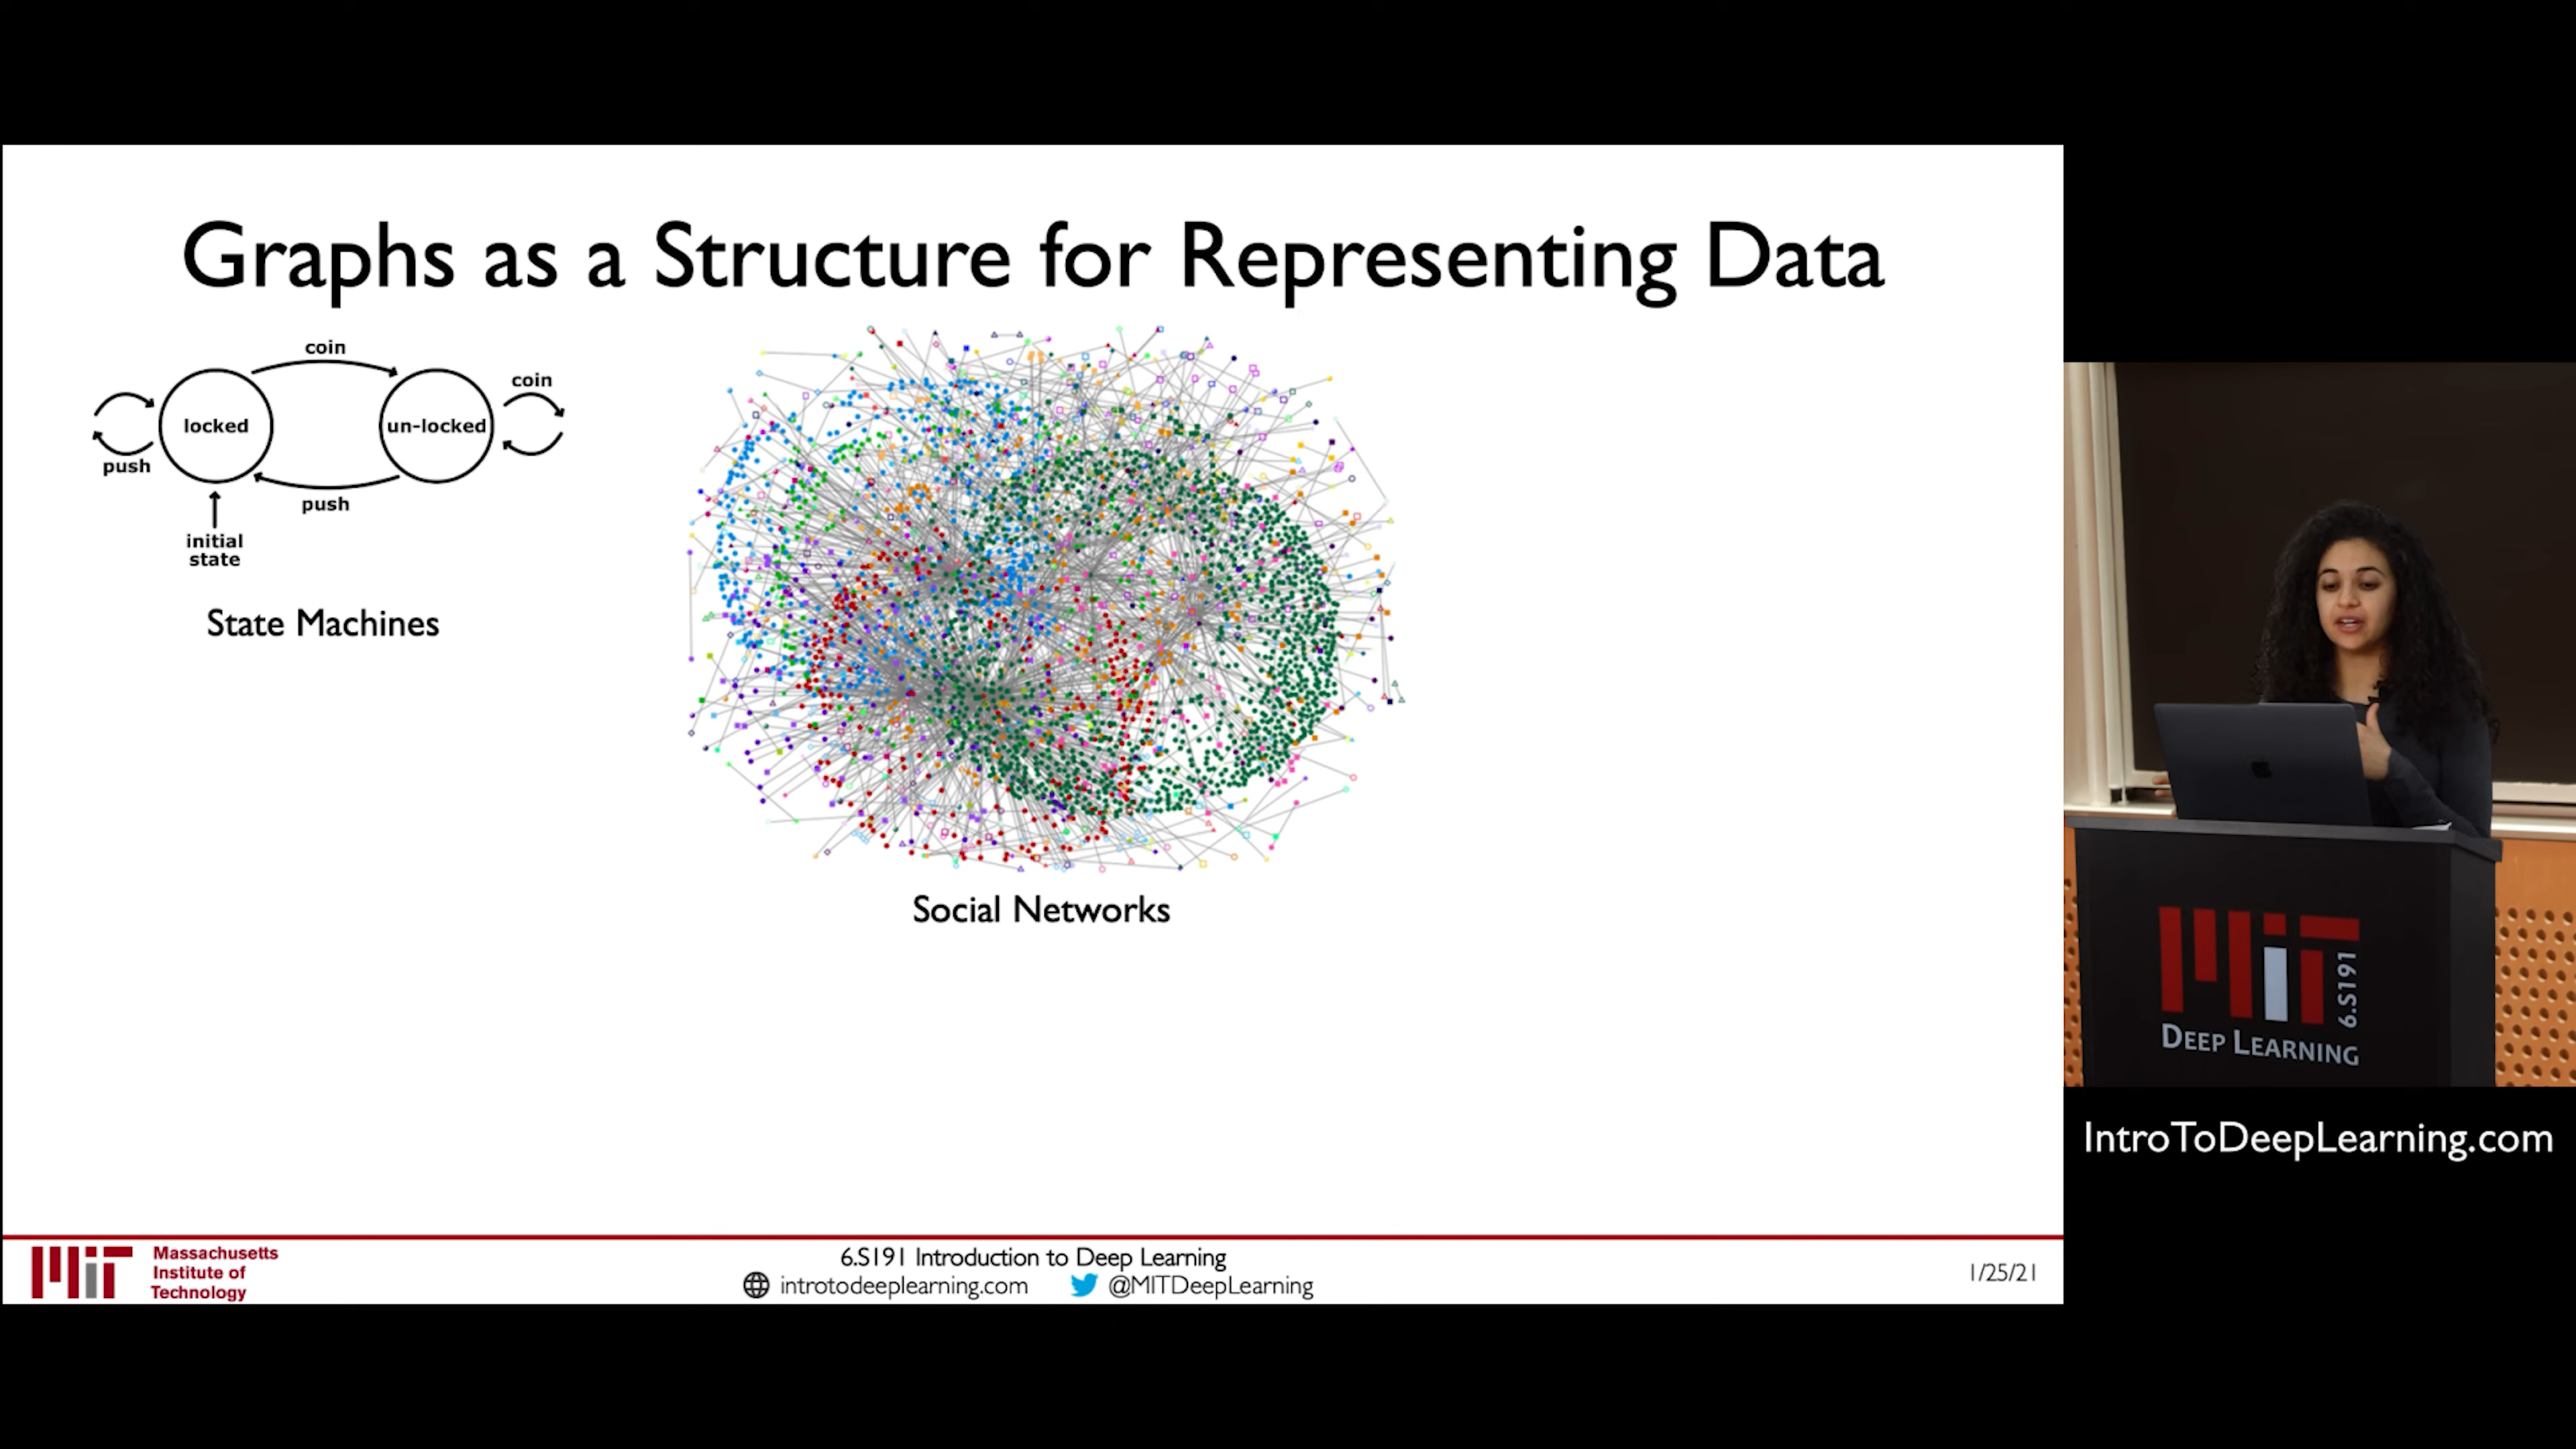 Graphs as a Structure for Representing Data
coin
coin
locked
un-locked
push
push
initial
state
State Machines
Social Networks
MIT
6.S191
DEEP LEARNING
IntroToDeepLearning.com
MIT
Massachusetts
Institute of
Technology
6.S191 Introduction to Deep Learning
introtodeeplearning.com
@MITDeepLearning
1/25/21